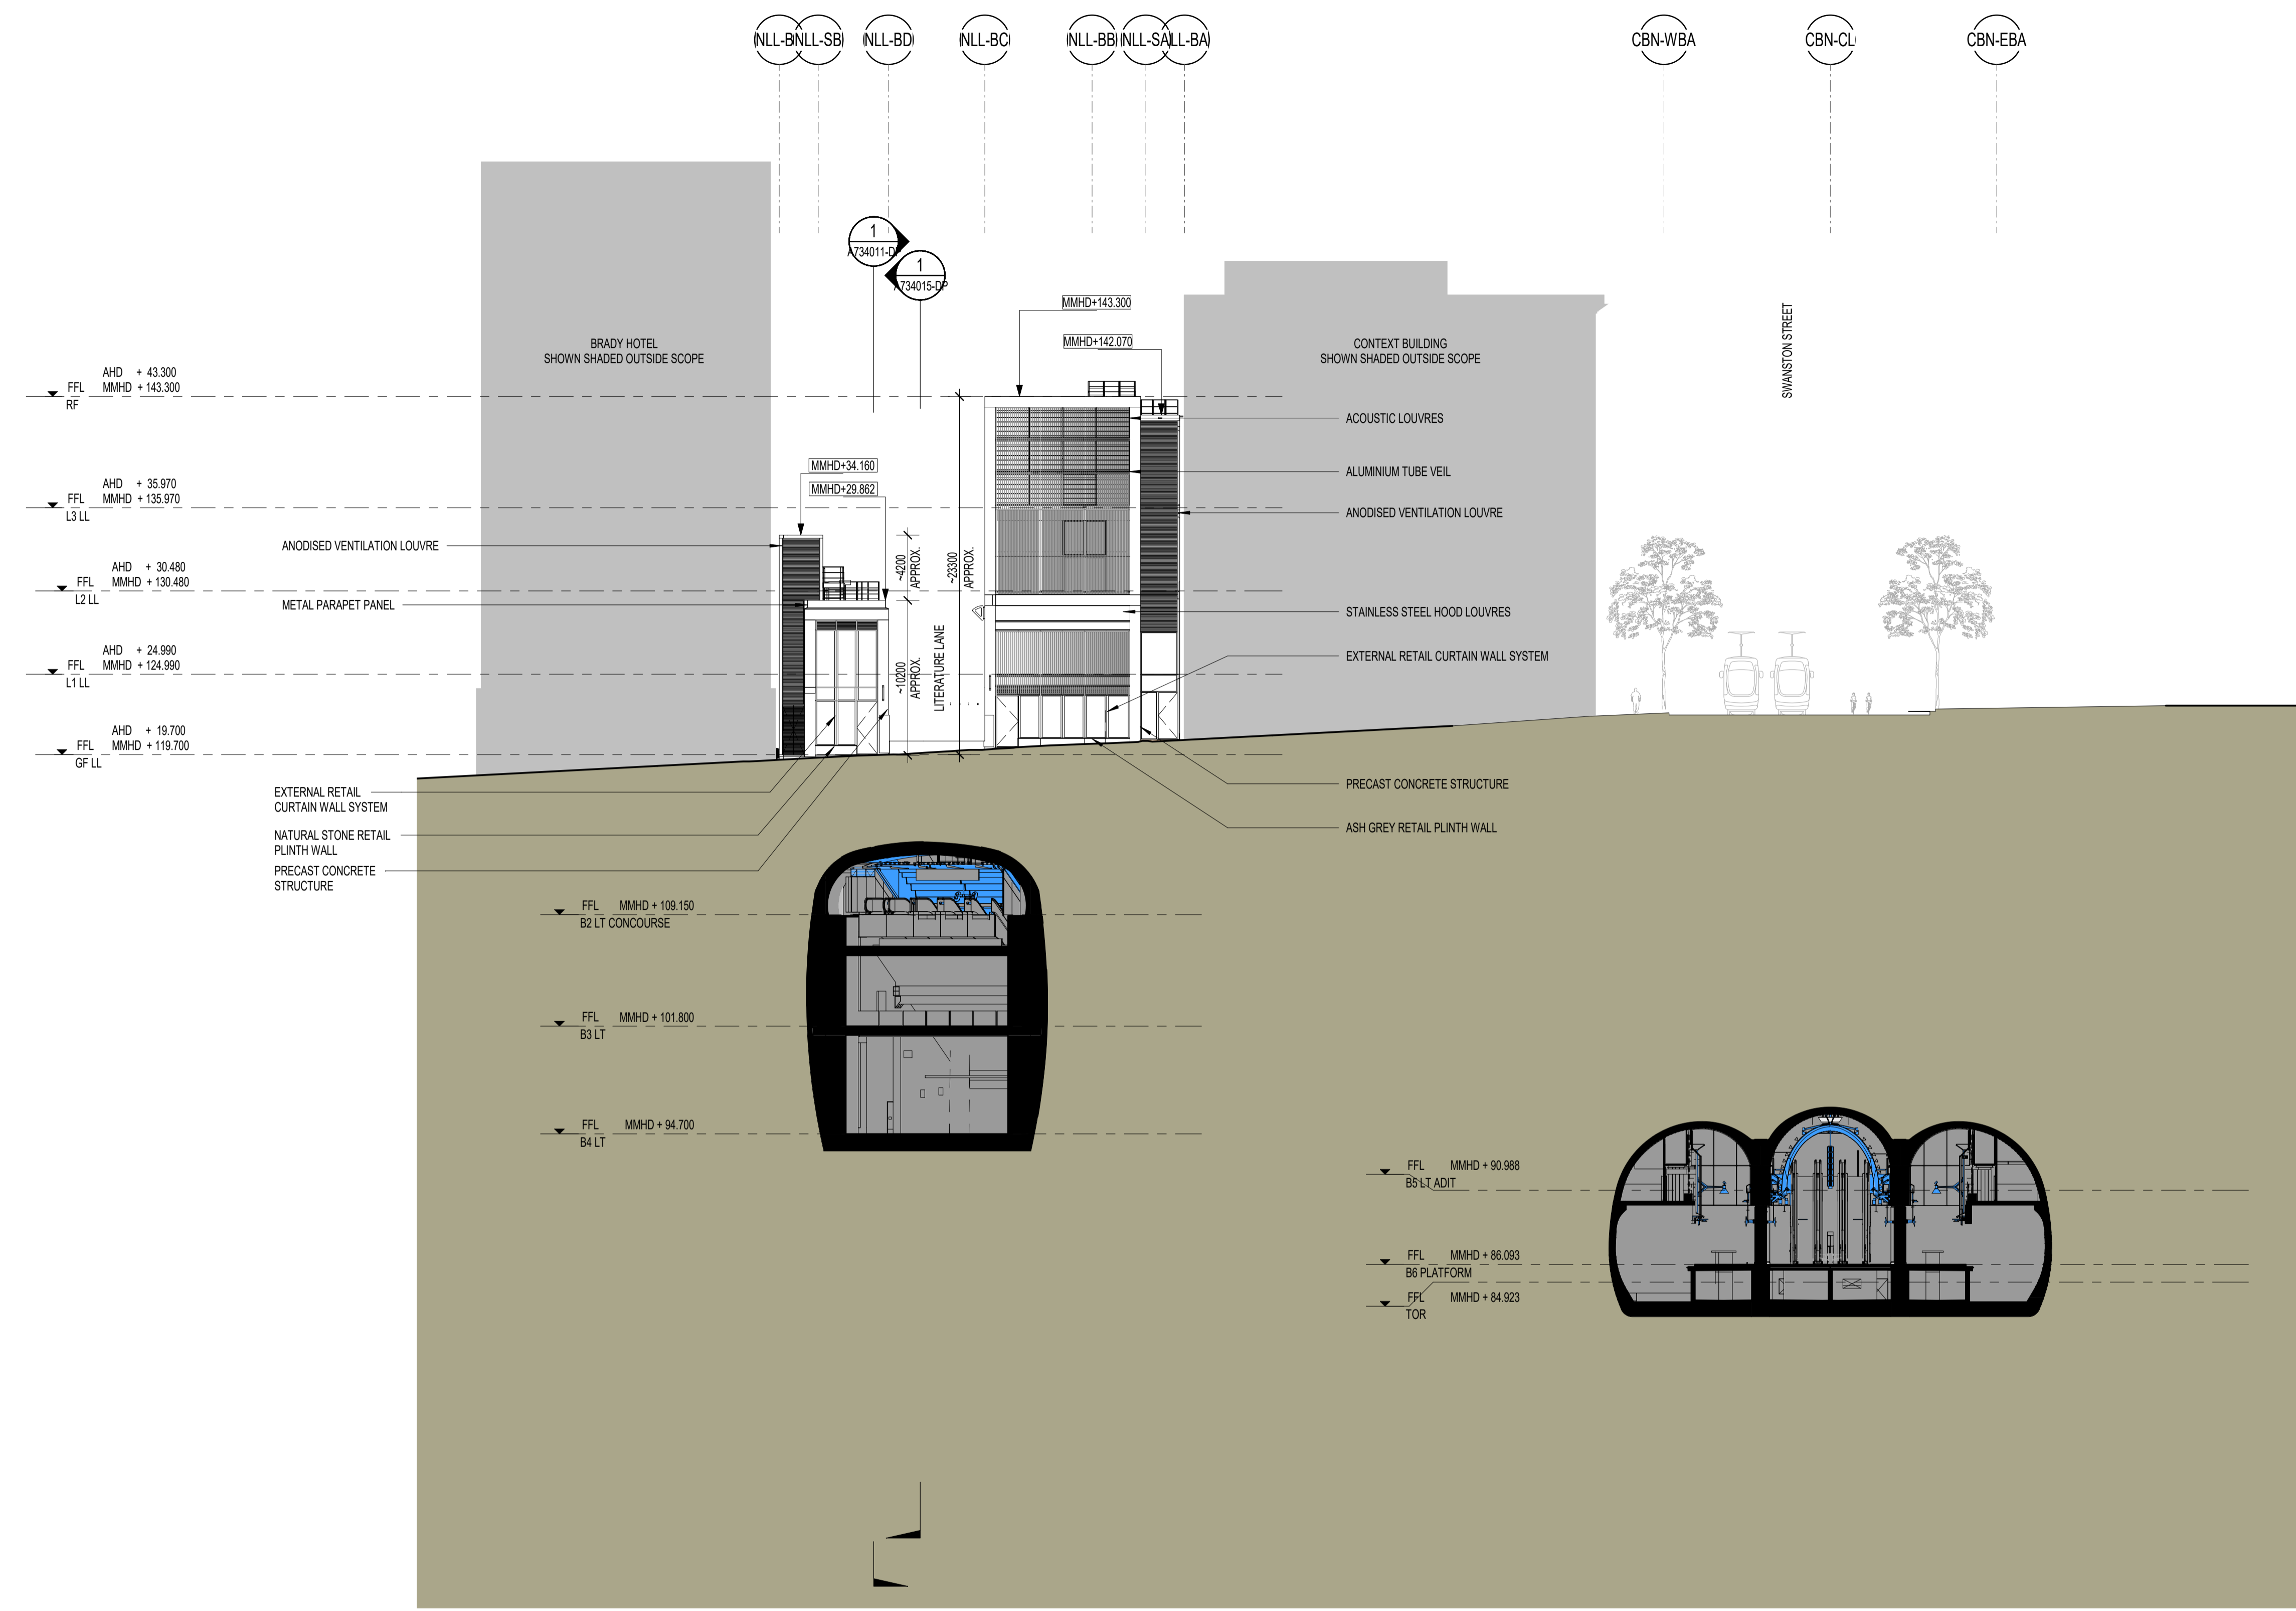 NLL-B NLL-SB NLL-BD NLL-BC NLL-BB NLL-SA LL-BA CBN-WBA CBN-CL CBN-EBA
1
A734011-DP
1
A734015-DP
MMHD+143.300
MMHD+142.070
BRADY HOTEL
SHOWN SHADED OUTSIDE SCOPE
CONTEXT BUILDING
SHOWN SHADED OUTSIDE SCOPE
SWANSTON STREET
AHD + 43.300
FFL MMHD + 143.300
RF
ACOUSTIC LOUVRES
MMHD+34.160
MMHD+29.862
ALUMINIUM TUBE VEIL
AHD + 35.970
FFL MMHD + 135.970
L3 LL
ANODISED VENTILATION LOUVRE
ANODISED VENTILATION LOUVRE
~4200
APPROX.
~23300
APPROX.
AHD + 30.480
FFL MMHD + 130.480
L2 LL
METAL PARAPET PANEL
STAINLESS STEEL HOOD LOUVRES
~10200
APPROX.
LITERATURE LANE
AHD + 24.990
FFL MMHD + 124.990
L1 LL
EXTERNAL RETAIL CURTAIN WALL SYSTEM
AHD + 19.700
FFL MMHD + 119.700
GF LL
EXTERNAL RETAIL
CURTAIN WALL SYSTEM
NATURAL STONE RETAIL
PLINTH WALL
PRECAST CONCRETE
STRUCTURE
PRECAST CONCRETE STRUCTURE
ASH GREY RETAIL PLINTH WALL
FFL MMHD + 109.150
B2 LT CONCOURSE
FFL MMHD + 101.800
B3 LT
FFL MMHD + 94.700
B4 LT
FFL MMHD + 90.988
B5 LT ADIT
FFL MMHD + 86.093
B6 PLATFORM
FFL MMHD + 84.923
TOR